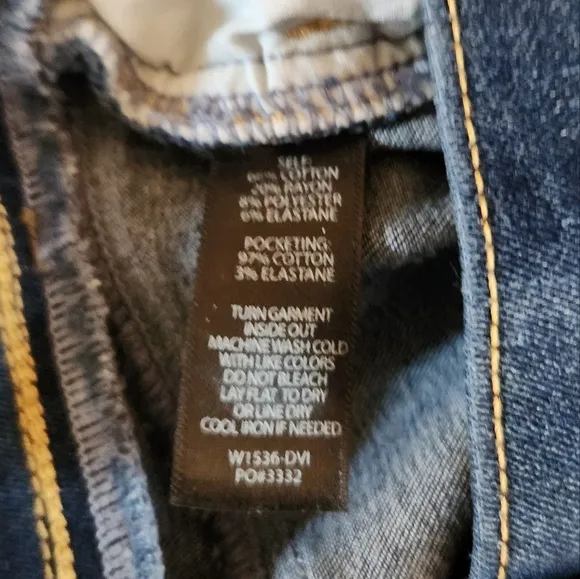 SELF:
COTTON
20% RAYON
8% POLYESTER
6% ELASTANE
POCKETING:
97% COTTON
3% ELASTANE
TURN GARMENT
INSIDE OUT
MACHINE WASH COLD
WITH LIKE COLORS
DO NOT BLEACH
LAY FLAT TO DRY
OR LINE DRY
COOL IRON IF NEEDED
W1536-DVI
PO#3332